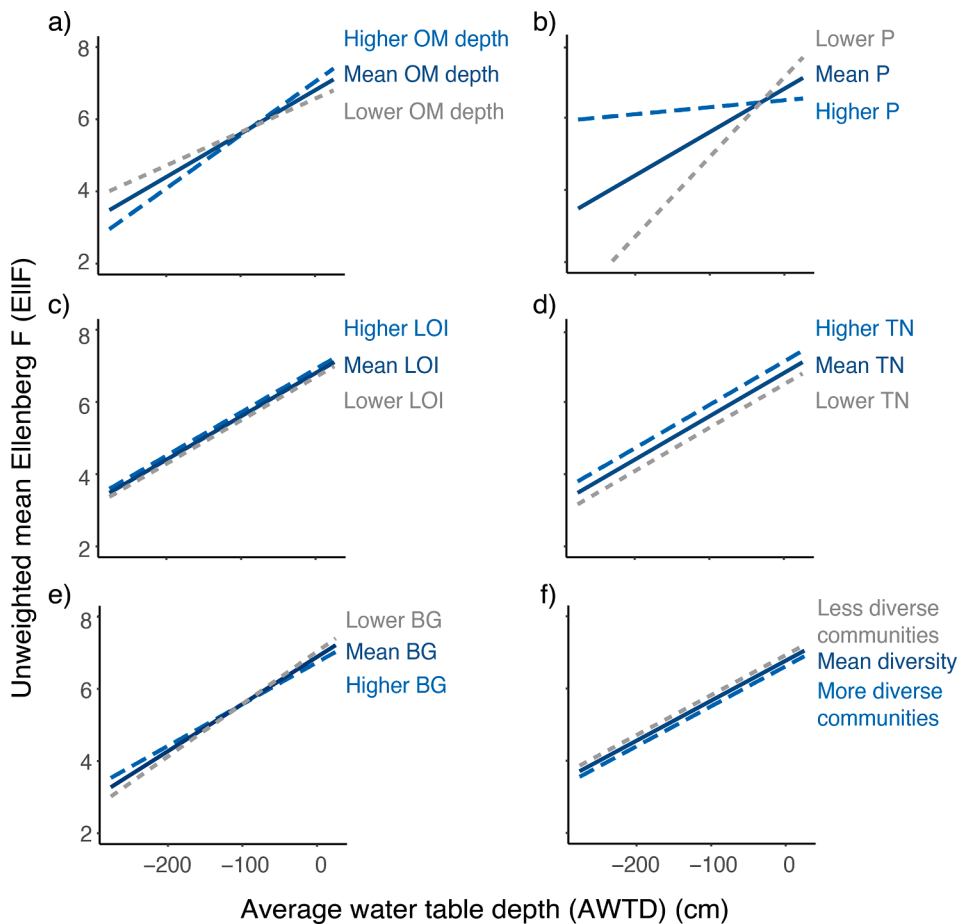 a)
Higher OM depth
Mean OM depth
Lower OM depth
8
6
4
2
b)
Lower P
Mean P
Higher P
c)
Higher LOI
Mean LOI
Lower LOI
8
6
4
2
d)
Higher TN
Mean TN
Lower TN
e)
Lower BG
Mean BG
Higher BG
8
6
4
2
−200
−100
0
f)
Less diverse
communities
Mean diversity
More diverse
communities
−200
−100
0
Unweighted mean Ellenberg F (EllF)
Average water table depth (AWTD) (cm)